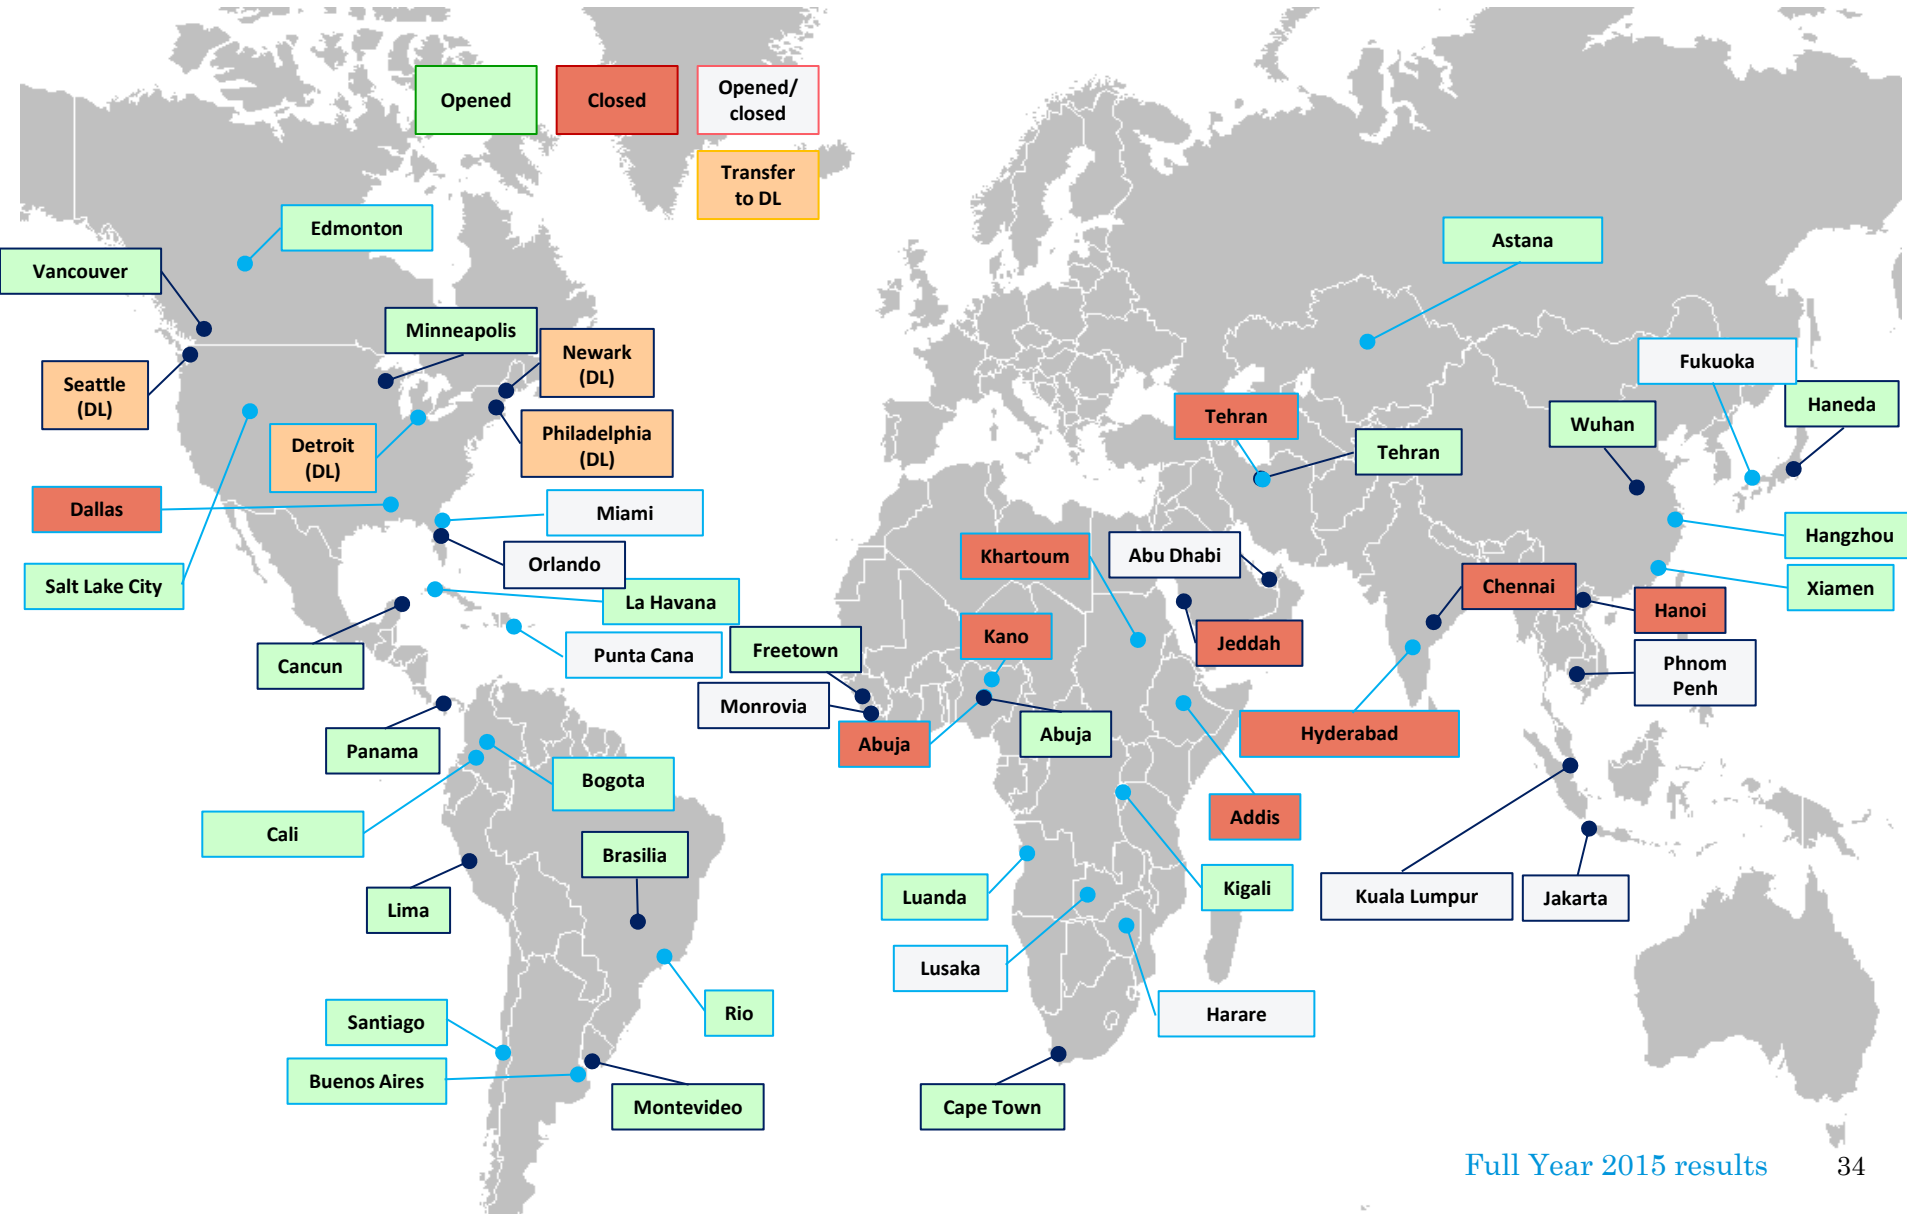 Opened
Closed
Opened/
closed
Transfer
to DL
Edmonton
Vancouver
Astana
Minneapolis
Newark
(DL)
Fukuoka
Seattle
(DL)
Haneda
Tehran
Wuhan
Detroit
(DL)
Philadelphia
(DL)
Tehran
Dallas
Miami
Hangzhou
Khartoum
Abu Dhabi
Orlando
Salt Lake City
Chennai
Xiamen
La Havana
Hanoi
Kano
Jeddah
Cancun
Punta Cana
Freetown
Phnom
Penh
Monrovia
Panama
Abuja
Abuja
Hyderabad
Bogota
Cali
Addis
Brasilia
Lima
Luanda
Kigali
Kuala Lumpur
Jakarta
Lusaka
Santiago
Rio
Harare
Buenos Aires
Montevideo
Cape Town
Full Year 2015 results
34